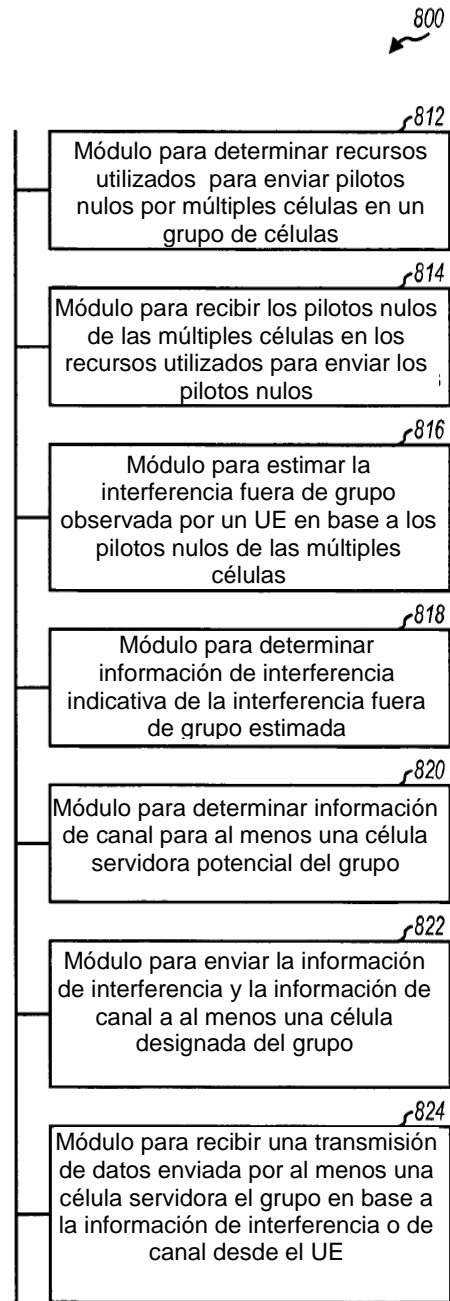 800
812
Módulo para determinar recursos
utilizados para enviar pilotos
nulos por múltiples células en un
grupo de células
814
Módulo para recibir los pilotos nulos
de las múltiples células en los
recursos utilizados para enviar los
pilotos nulos
816
Módulo para estimar la
interferencia fuera de grupo
observada por un UE en base a los
pilotos nulos de las múltiples
células
818
Módulo para determinar
información de interferencia
indicativa de la interferencia fuera
de grupo estimada
820
Módulo para determinar información
de canal para al menos una célula
servidora potencial del grupo
822
Módulo para enviar la información
de interferencia y la información de
canal a al menos una célula
designada del grupo
824
Módulo para recibir una transmisión
de datos enviada por al menos una
célula servidora el grupo en base a
la información de interferencia o de
canal desde el UE